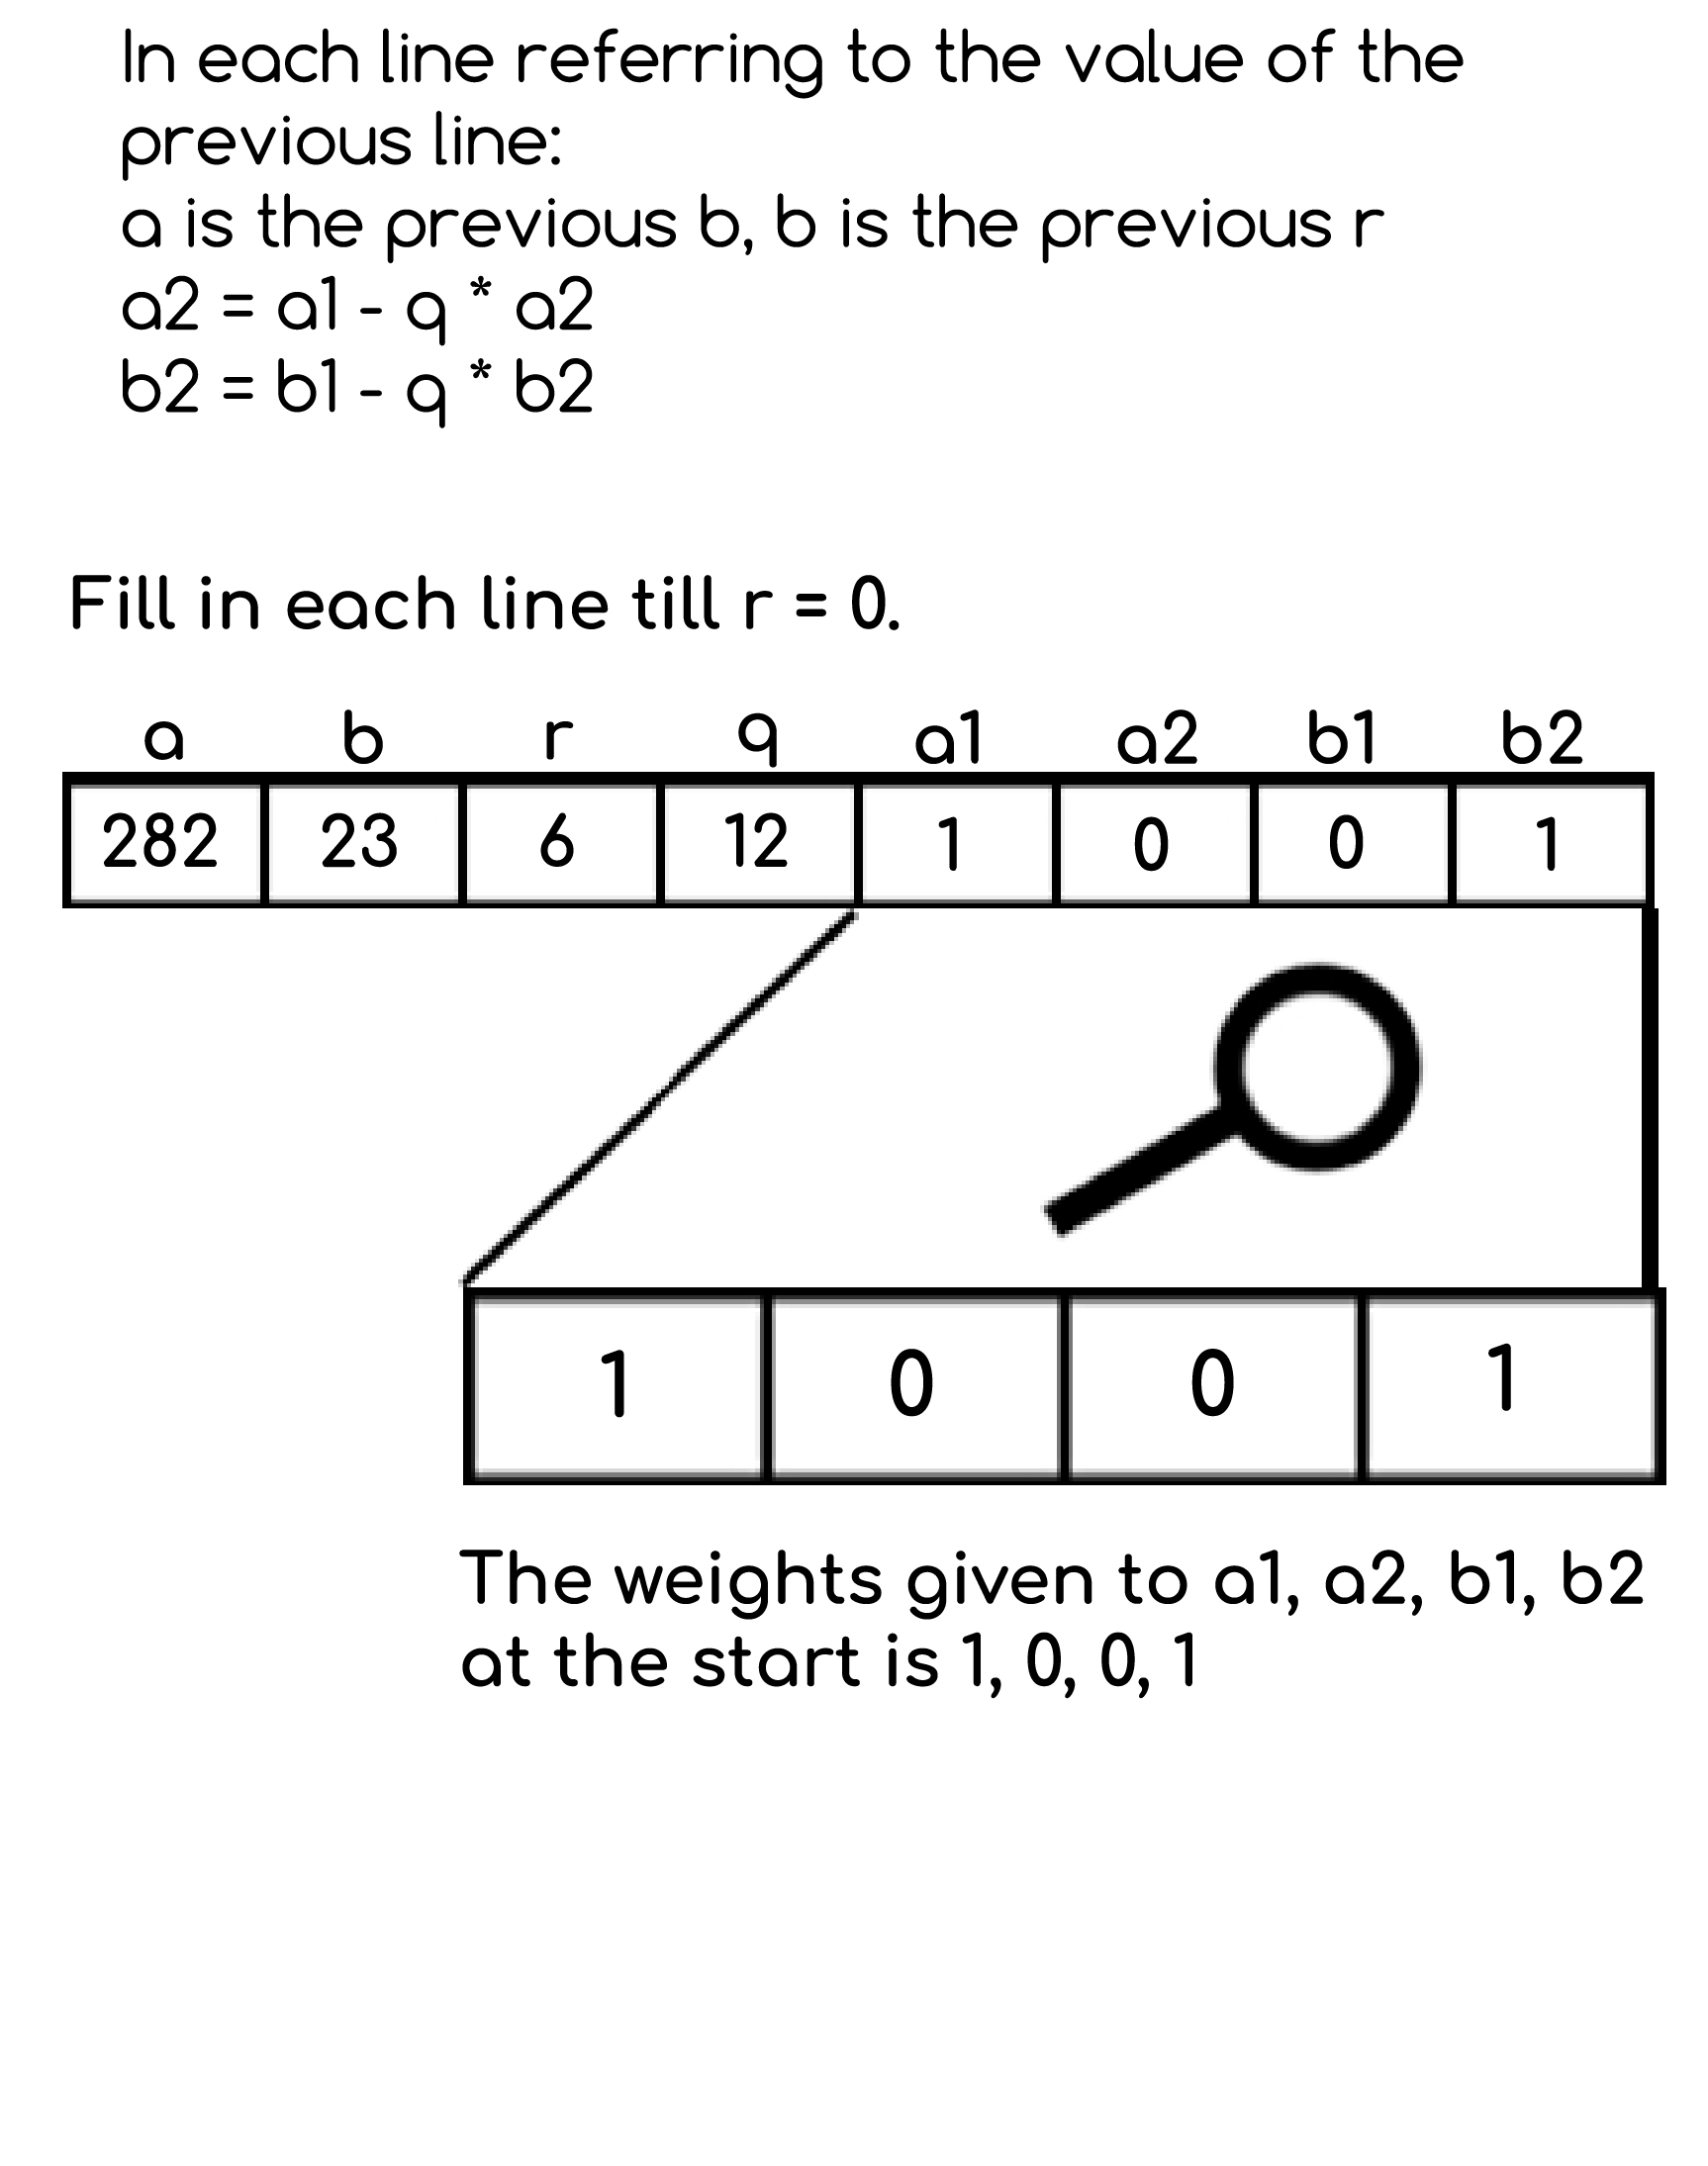 In each line referring to the value of the
previous line:
a is the previous b, b is the previous r
a2 = a1 - q * a2
b2 = b1 - q * b2
Fill in each line till r = 0.
a b r q a1 a2 b1 b2
282 23 6 12 1 0 0 1
1 0 0 1
The weights given to a1, a2, b1, b2
at the start is 1, 0, 0, 1